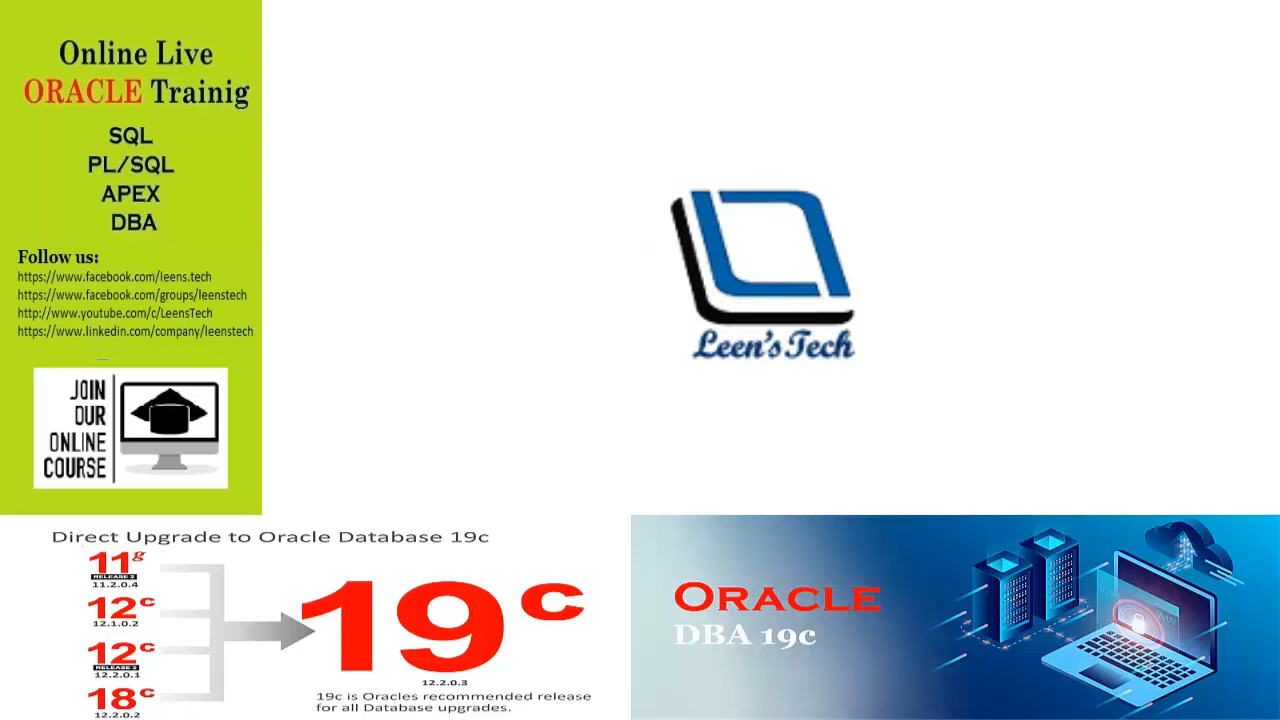 Online Live
ORACLE Trainig
SQL
PL/SQL
APEX
DBA
Follow us:
https://www.facebook.com/leens.tech
https://www.facebook.com/groups/leenstech
http://www.youtube.com/c/LeensTech
https://www.linkedin.com/company/leenstech
JOIN
OUR
ONLINE
COURSE
Leen's Tech
Direct Upgrade to Oracle Database 19c
11g
RELEASE 2
11.2.0.4
12c
12.1.0.2
12c
RELEASE 2
12.2.0.1
18c
12.2.0.2
19c
12.2.0.3
19c is Oracles recommended release
for all Database upgrades.
ORACLE
DBA 19c